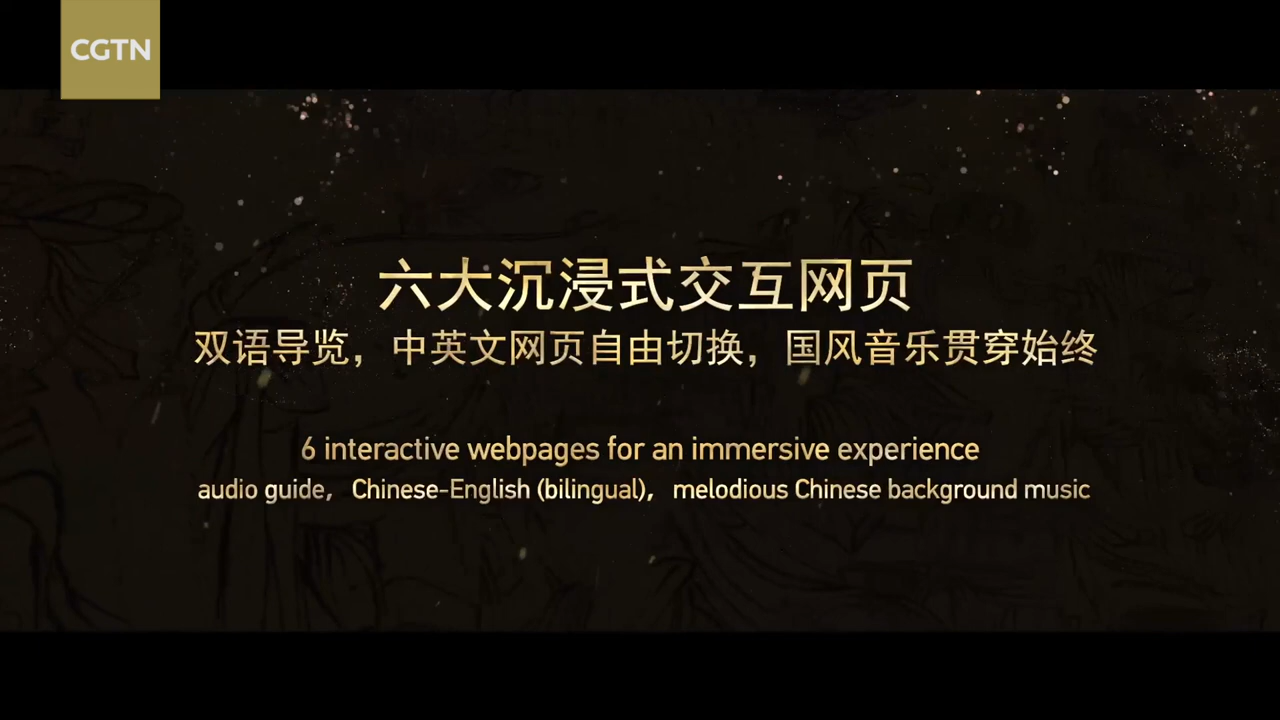 CGTN
六大沉浸式交互网页
双语导览，中英文网页自由切换，国风音乐贯穿始终
6 interactive webpages for an immersive experience
audio guide， Chinese-English (bilingual)， melodious Chinese background music